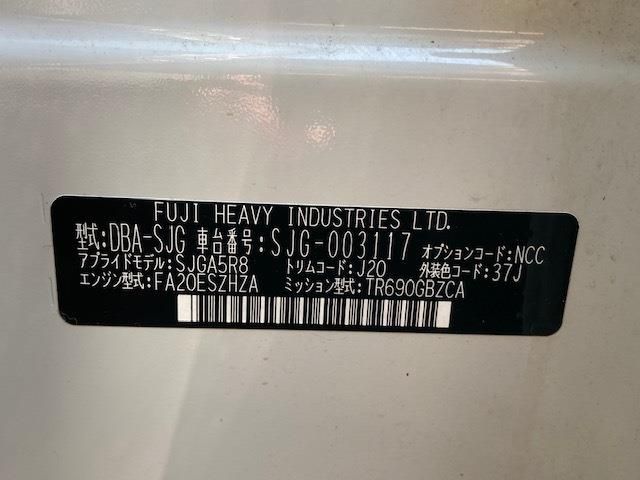 FUJI HEAVY INDUSTRIES LTD.
型式:DBA-SJG 車台番号:SJG-003117 オプションコード:NCC
アプライドモデル:SJGA5R8 トリムコード:J20 外装色コード:37J
エンジン型式:FA20ESZHZA ミッション型式:TR690GBZCA